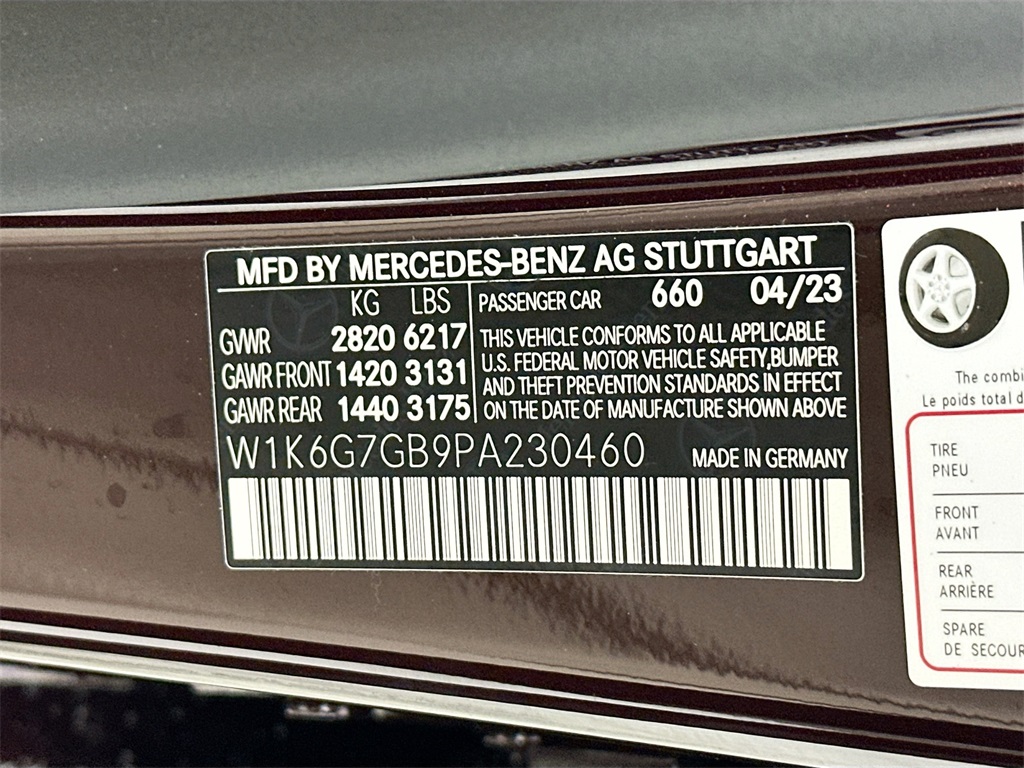 MFD BY MERCEDES-BENZ AG STUTTGART
KG LBS
GVWR 2820 6217
GAWR FRONT 1420 3131
GAWR REAR 1440 3175
PASSENGER CAR 660 04/23
THIS VEHICLE CONFORMS TO ALL APPLICABLE
U.S. FEDERAL MOTOR VEHICLE SAFETY,BUMPER
AND THEFT PREVENTION STANDARDS IN EFFECT
ON THE DATE OF MANUFACTURE SHOWN ABOVE
W1K6G7GB9PA230460
MADE IN GERMANY
The combi
Le poids total d
TIRE
PNEU
FRONT
AVANT
REAR
ARRIÈRE
SPARE
DE SECOUR